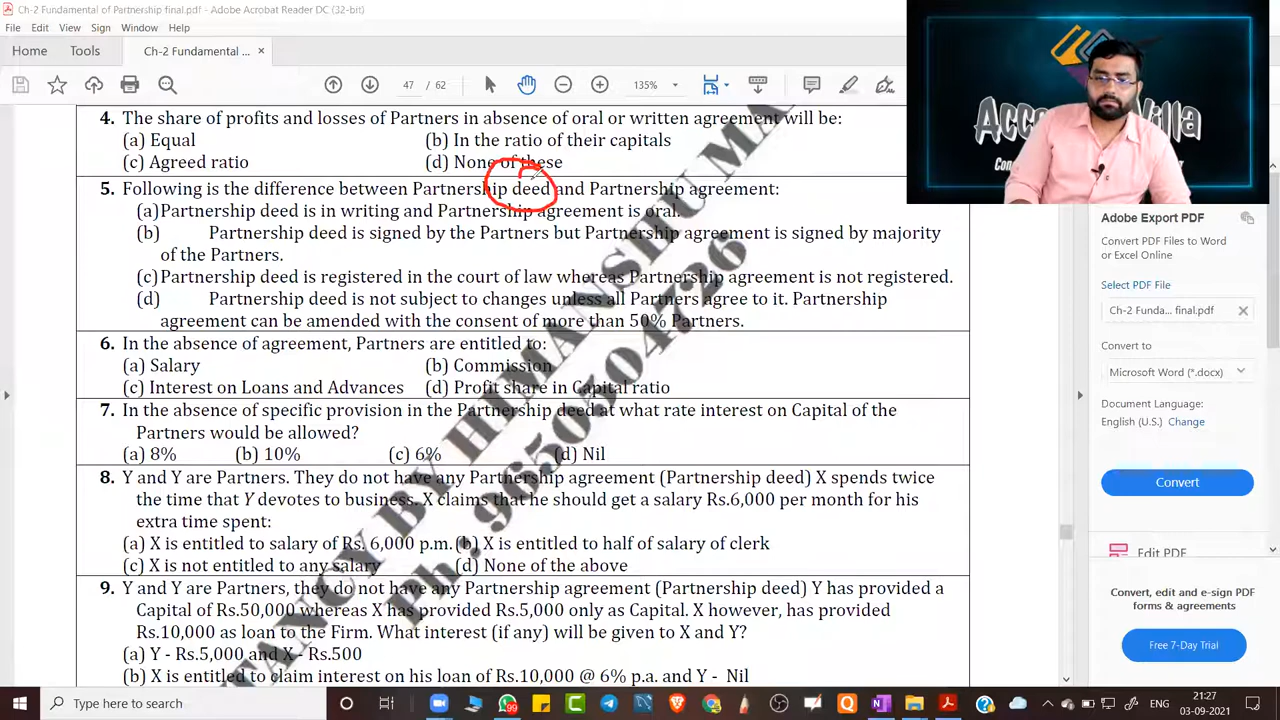 Ch-2 Fundamental of Partnership final.pdf - Adobe Acrobat Reader DC (32-bit)
File Edit View Sign Window Help
Home Tools Ch-2 Fundamental ... ×
47 / 62 135%
4. The share of profits and losses of Partners in absence of oral or written agreement will be:
(a) Equal (b) In the ratio of their capitals
(c) Agreed ratio (d) None of these
5. Following is the difference between Partnership deed and Partnership agreement:
(a)Partnership deed is in writing and Partnership agreement is oral.
(b) Partnership deed is signed by the Partners but Partnership agreement is signed by majority
of the Partners.
(c)Partnership deed is registered in the court of law whereas Partnership agreement is not registered.
(d) Partnership deed is not subject to changes unless all Partners agree to it. Partnership
agreement can be amended with the consent of more than 50% Partners.
6. In the absence of agreement, Partners are entitled to:
(a) Salary (b) Commission
(c) Interest on Loans and Advances (d) Profit share in Capital ratio
7. In the absence of specific provision in the Partnership deed at what rate interest on Capital of the
Partners would be allowed?
(a) 8% (b) 10% (c) 6% (d) Nil
8. Y and Y are Partners. They do not have any Partnership agreement (Partnership deed) X spends twice
the time that Y devotes to business. X claims that he should get a salary Rs.6,000 per month for his
extra time spent:
(a) X is entitled to salary of Rs. 6,000 p.m. (b) X is entitled to half of salary of clerk
(c) X is not entitled to any salary (d) None of the above
9. Y and Y are Partners, they do not have any Partnership agreement (Partnership deed) Y has provided a
Capital of Rs.50,000 whereas X has provided Rs.5,000 only as Capital. X however, has provided
Rs.10,000 as loan to the Firm. What interest (if any) will be given to X and Y?
(a) Y - Rs.5,000 and X - Rs.500
(b) X is entitled to claim interest on his loan of Rs.10,000 @ 6% p.a. and Y - Nil
TANCY BY HIMANSHU
Ph. 9650504726
Adobe Export PDF
Convert PDF Files to Word
or Excel Online
Select PDF File
Ch-2 Funda... final.pdf
Convert to
Microsoft Word (*.docx)
Document Language:
English (U.S.) Change
Convert
Edit PDF
Convert, edit and e-sign PDF
forms & agreements
Free 7-Day Trial
Type here to search
99
ENG
21:27
03-09-2021